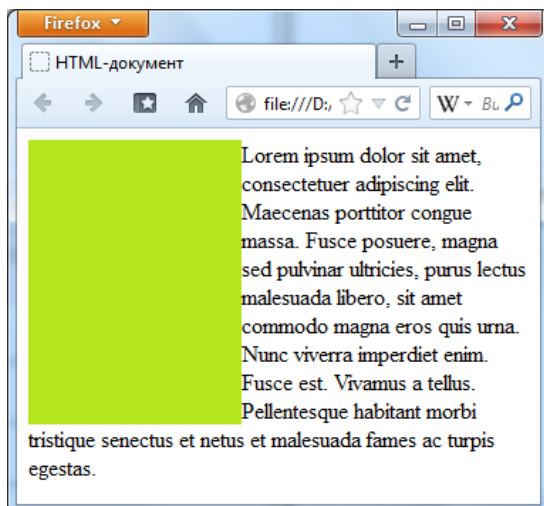 Firefox
HTML-документ
file:///D:/
W Ви
Lorem ipsum dolor sit amet,
consectetuer adipiscing elit.
Maecenas porttitor congue
massa. Fusce posuere, magna
sed pulvinar ultricies, purus lectus
malesuada libero, sit amet
commodo magna eros quis urna.
Nunc viverra imperdiet enim.
Fusce est. Vivamus a tellus.
Pellentesque habitant morbi
tristique senectus et netus et malesuada fames ac turpis
egestas.